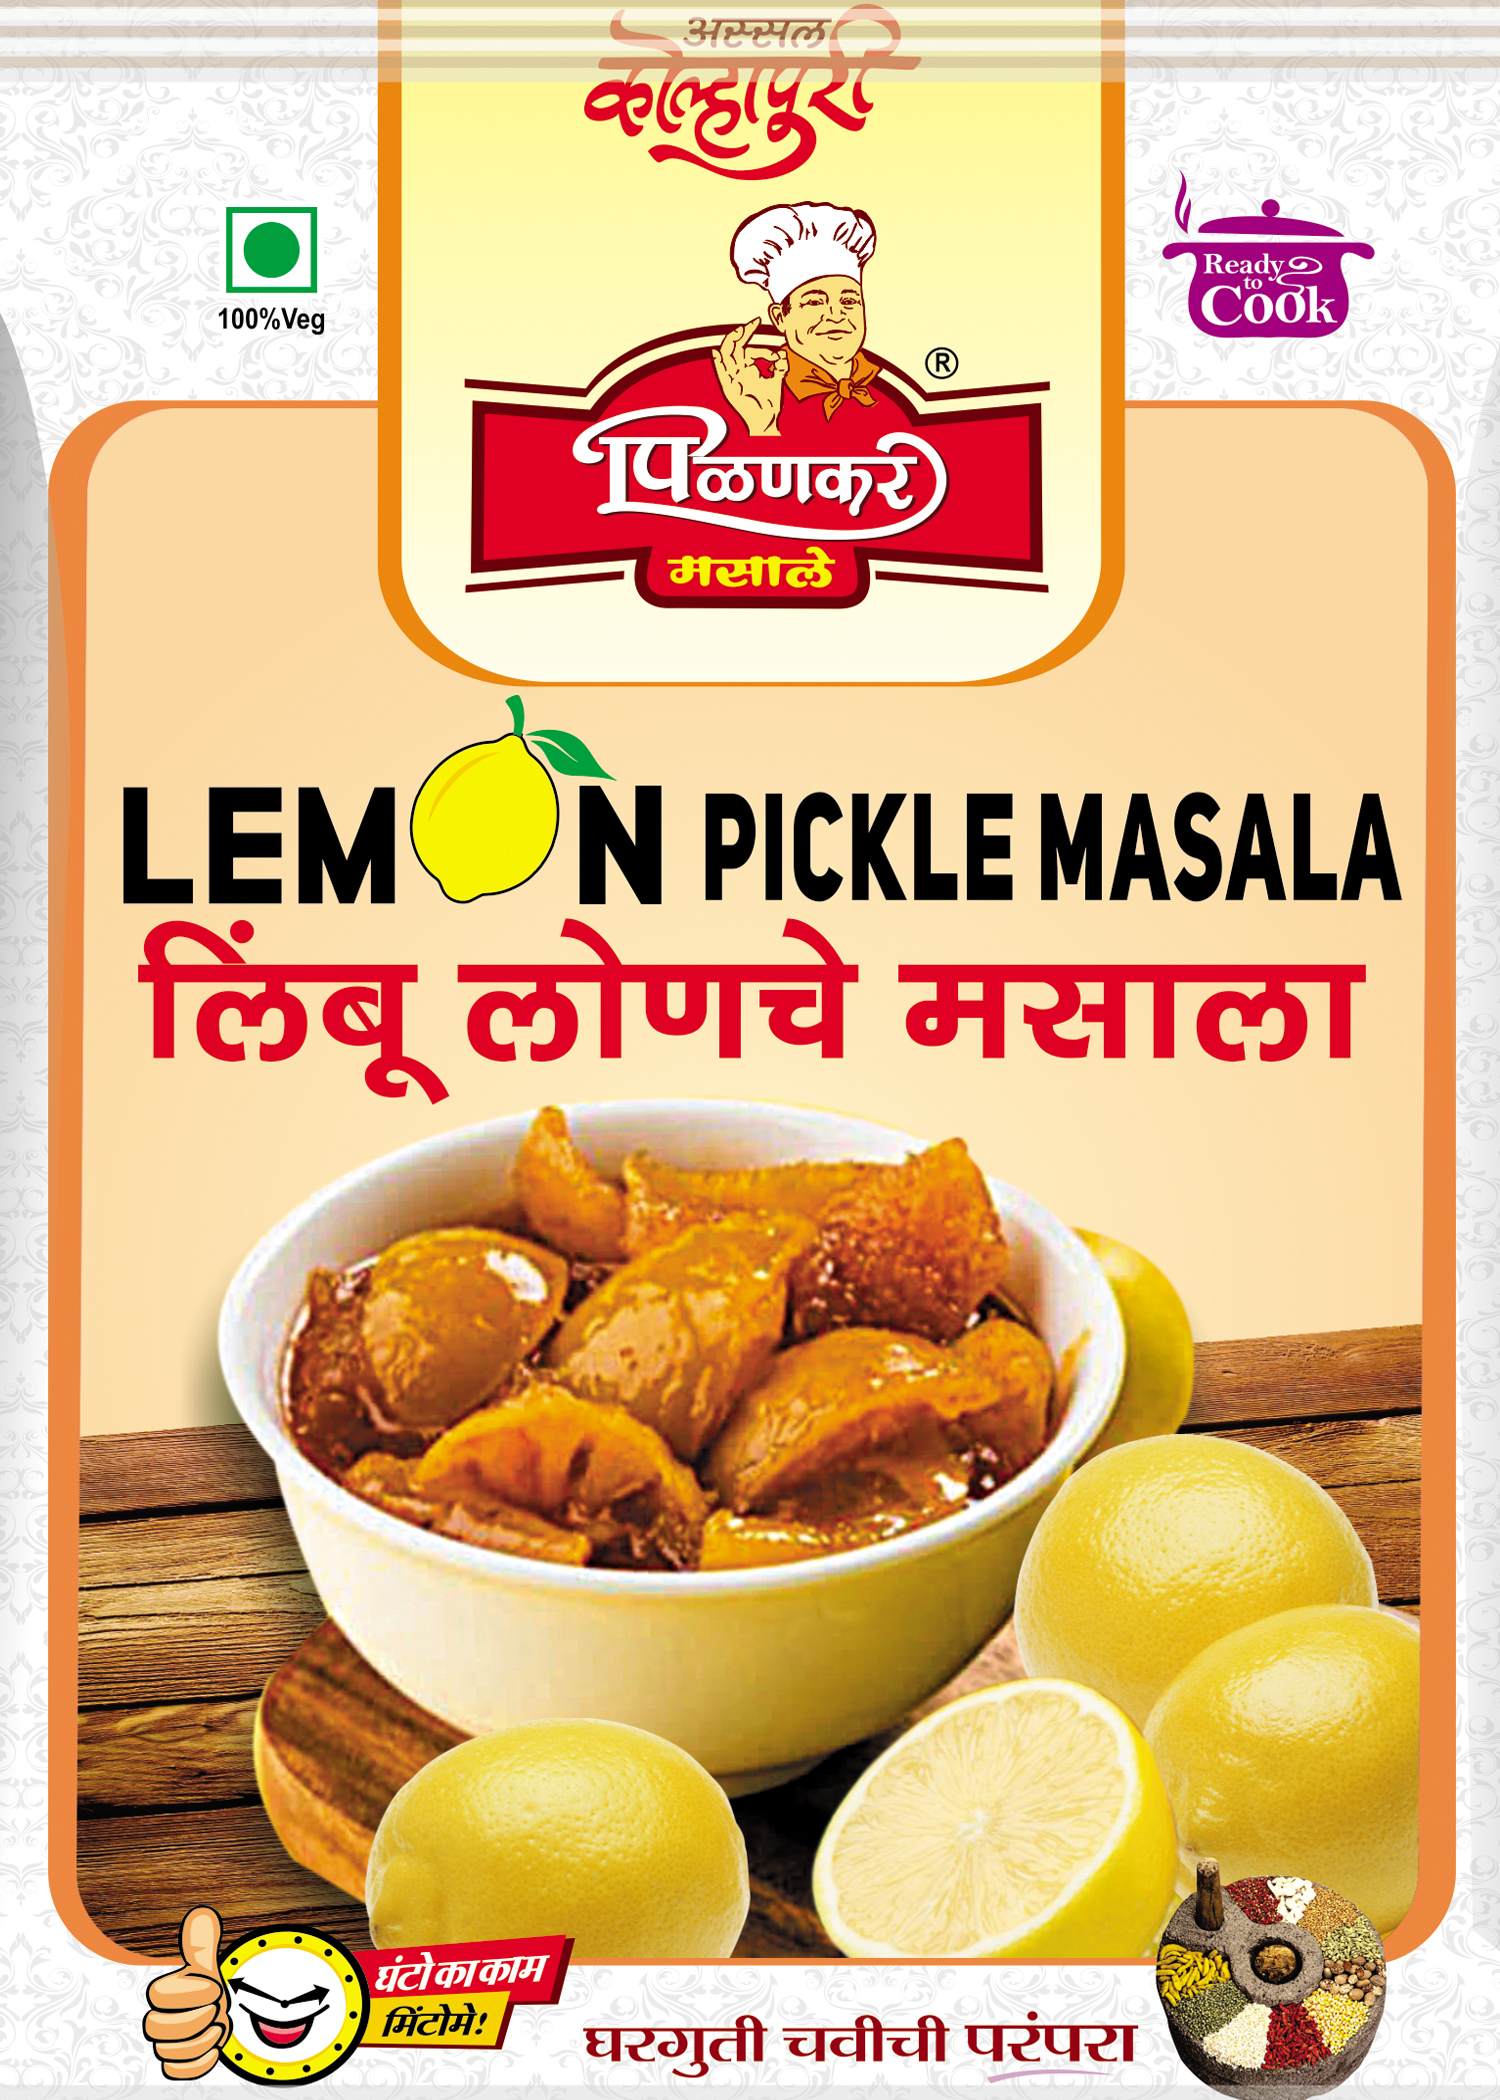 अस्सल
कोल्हापुरी
100%Veg
Ready
to
Cook
®
पिळणकर
मसाले
LEMON PICKLE MASALA
लिंबू लोणचे मसाला
घंटो का काम
मिंटोमे!
घरगुती चवीची परंपरा